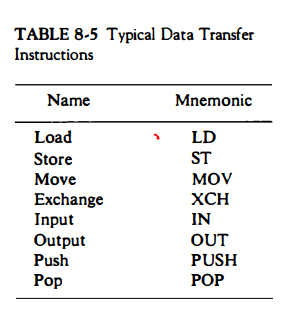 TABLE 8-5 Typical Data Transfer
Instructions
Name Mnemonic
Load LD
Store ST
Move MOV
Exchange XCH
Input IN
Output OUT
Push PUSH
Pop POP